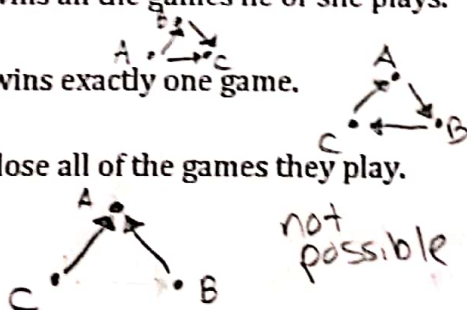 all the games he or she plays.
B
A C
wins exactly one game.
A
C B
lose all of the games they play.
A
not
possible
C B